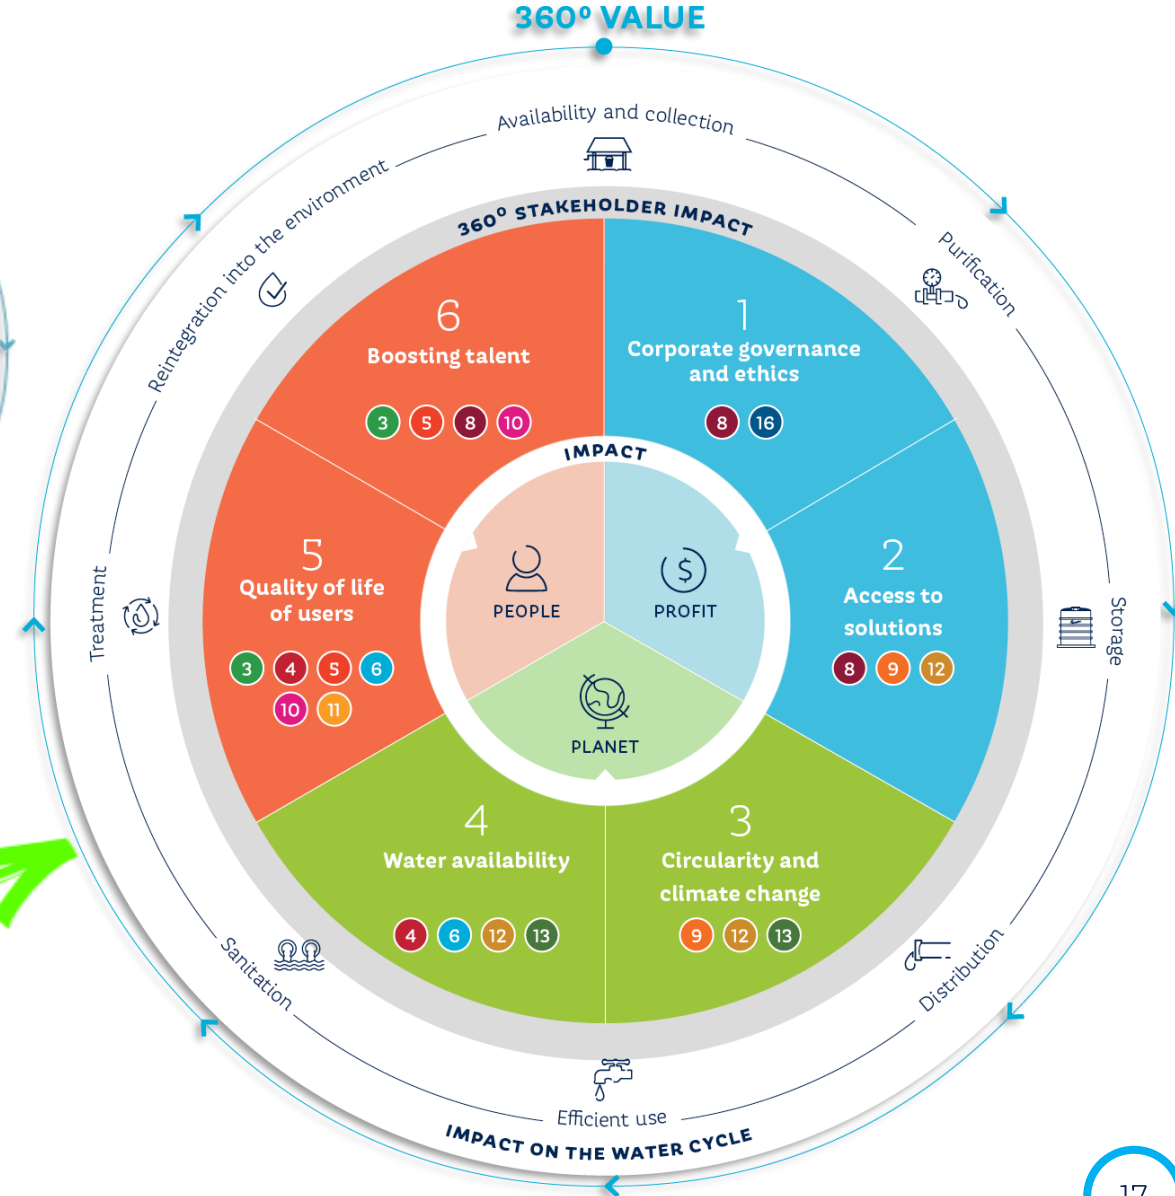 360º VALUE
Availability and collection
Purification
Storage
Distribution
Efficient use
Sanitation
Treatment
Reintegration into the environment
360º STAKEHOLDER IMPACT
1
Corporate governance
and ethics
8 16
2
Access to
solutions
8 9 12
3
Circularity and
climate change
9 12 13
4
Water availability
4 6 12 13
5
Quality of life
of users
3 4 5 6
10 11
6
Boosting talent
3 5 8 10
IMPACT
PEOPLE
$
PROFIT
PLANET
IMPACT ON THE WATER CYCLE
17